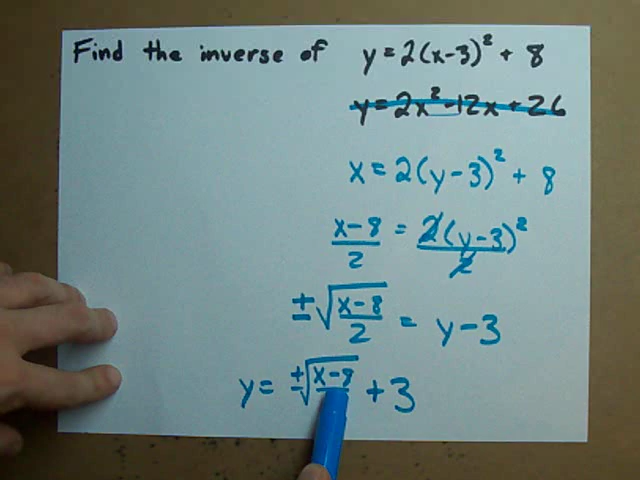 Find the inverse of y=2(x-3)² + 8
y=2x²-12x+26
x=2(y-3)² + 8
x-8/2 = 2(y-3)²/2
±√x-8/2 = y-3
y= ±√x-8 + 3